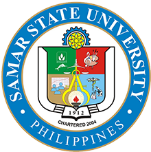 SAMAR STATE UNIVERSITY
1912
CHARTERED 2004
PHILIPPINES